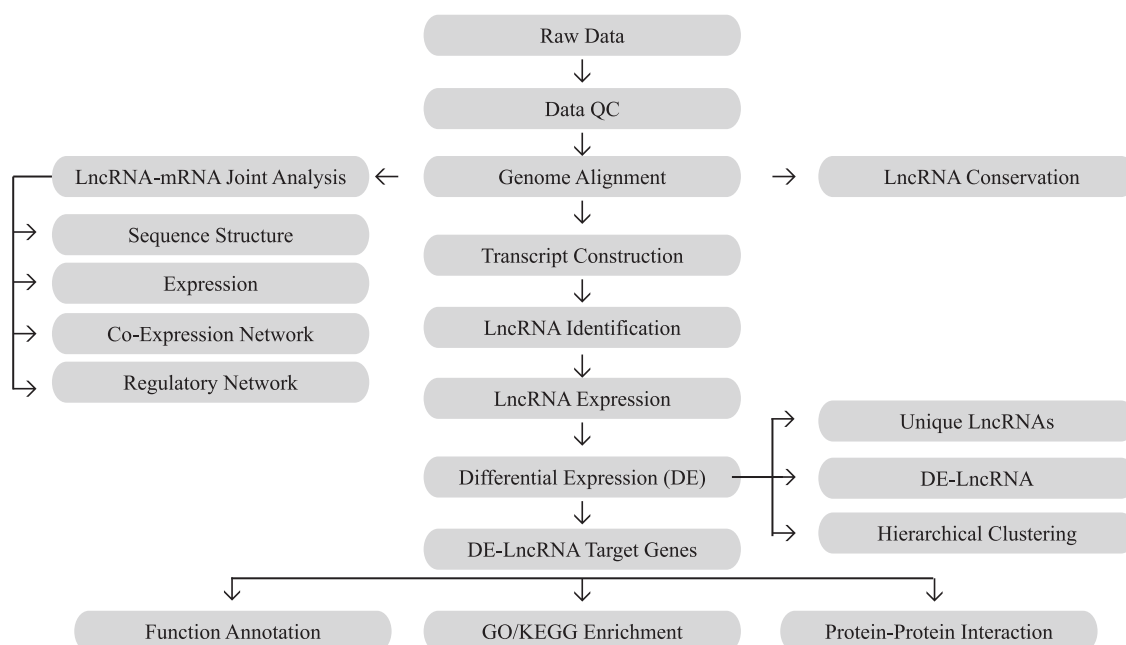 Raw Data
Data QC
LncRNA-mRNA Joint Analysis
Genome Alignment
LncRNA Conservation
Sequence Structure
Expression
Co-Expression Network
Regulatory Network
Transcript Construction
LncRNA Identification
LncRNA Expression
Differential Expression (DE)
Unique LncRNAs
DE-LncRNA
Hierarchical Clustering
DE-LncRNA Target Genes
Function Annotation
GO/KEGG Enrichment
Protein-Protein Interaction